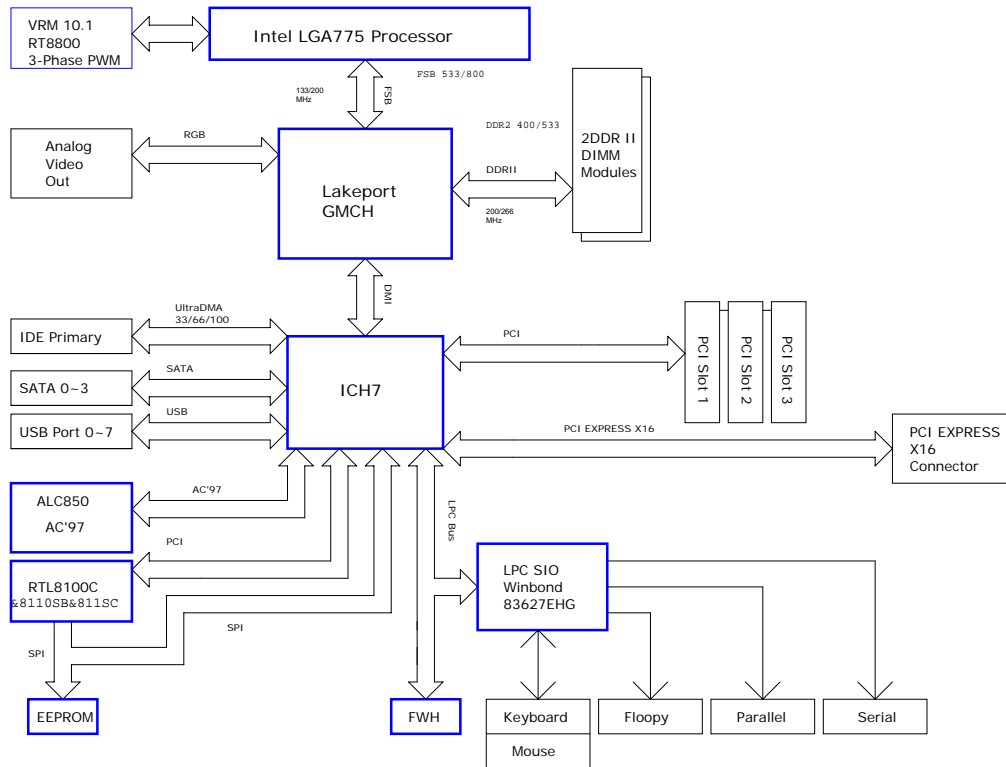 VRM 10.1
RT8800
3-Phase PWM
Intel LGA775 Processor
FSB 533/800
133/200
MHz
FSB
RGB
Analog
Video
Out
Lakeport
GMCH
DDR2 400/533
DDRII
200/266
MHz
2DDR II
DIMM
Modules
DMI
UltraDMA
33/66/100
IDE Primary
SATA
SATA 0~3
USB
USB Port 0~7
ICH7
PCI
PCI Slot 1
PCI Slot 2
PCI Slot 3
PCI EXPRESS X16
PCI EXPRESS
X16
Connector
AC'97
ALC850
AC'97
PCI
LPC Bus
RTL8100C
&8110SB&811SC
LPC SIO
Winbond
83627EHG
SPI
SPI
EEPROM
FWH
Keyboard
Mouse
Floopy
Parallel
Serial